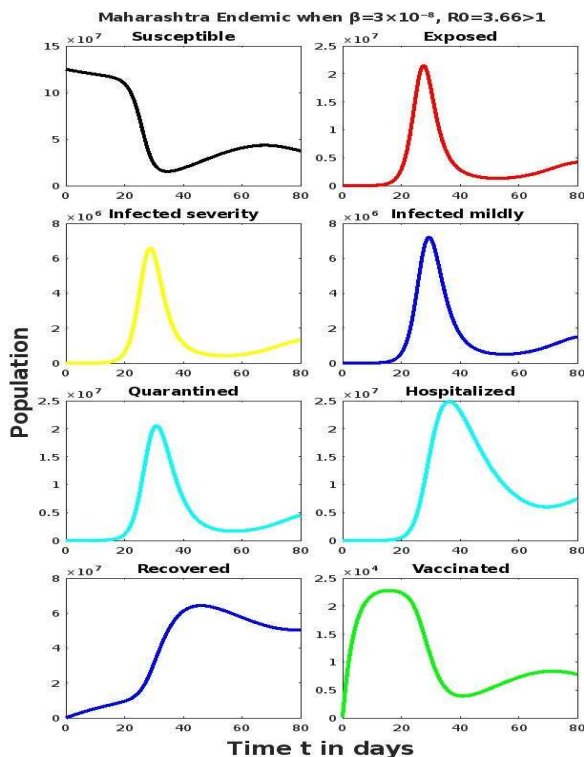 Maharashtra Endemic when β=3×10⁻⁸, R0=3.66>1
Susceptible Exposed
×10⁷ ×10⁷
15 2.5
2
10 1.5
5 1
0.5
0 0
0 20 40 60 80 0 20 40 60 80
Infected severity Infected mildly
×10⁶ ×10⁶
8 8
6 6
4 4
2 2
0 0
0 20 40 60 80 0 20 40 60 80
Quarantined Hospitalized
×10⁷ ×10⁷
2.5 2.5
2 2
1.5 1.5
1 1
0.5 0.5
0 0
0 20 40 60 80 0 20 40 60 80
Recovered Vaccinated
×10⁷ ×10⁴
8 2.5
6 2
1.5
4 1
2 0.5
0 0
0 20 40 60 80 0 20 40 60 80
Population
Time t in days